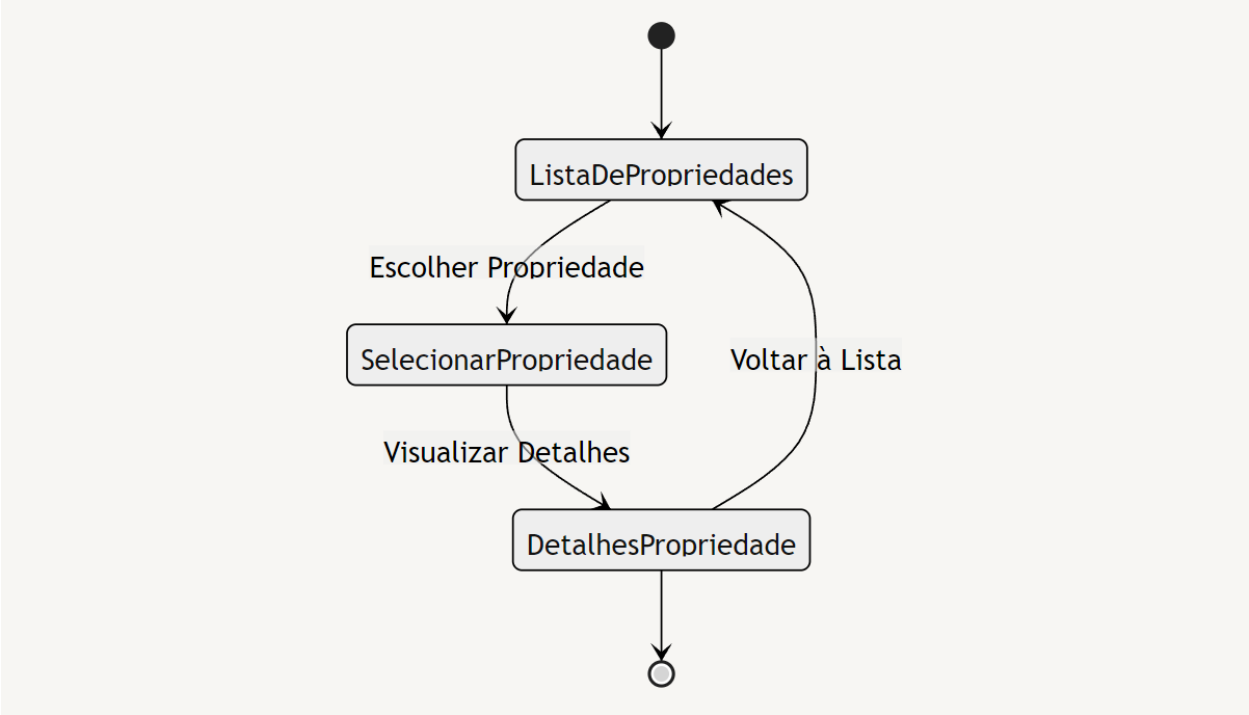 ListaDePropriedades
Escolher Propriedade
SelecionarPropriedade
Voltar à Lista
Visualizar Detalhes
DetalhesPropriedade